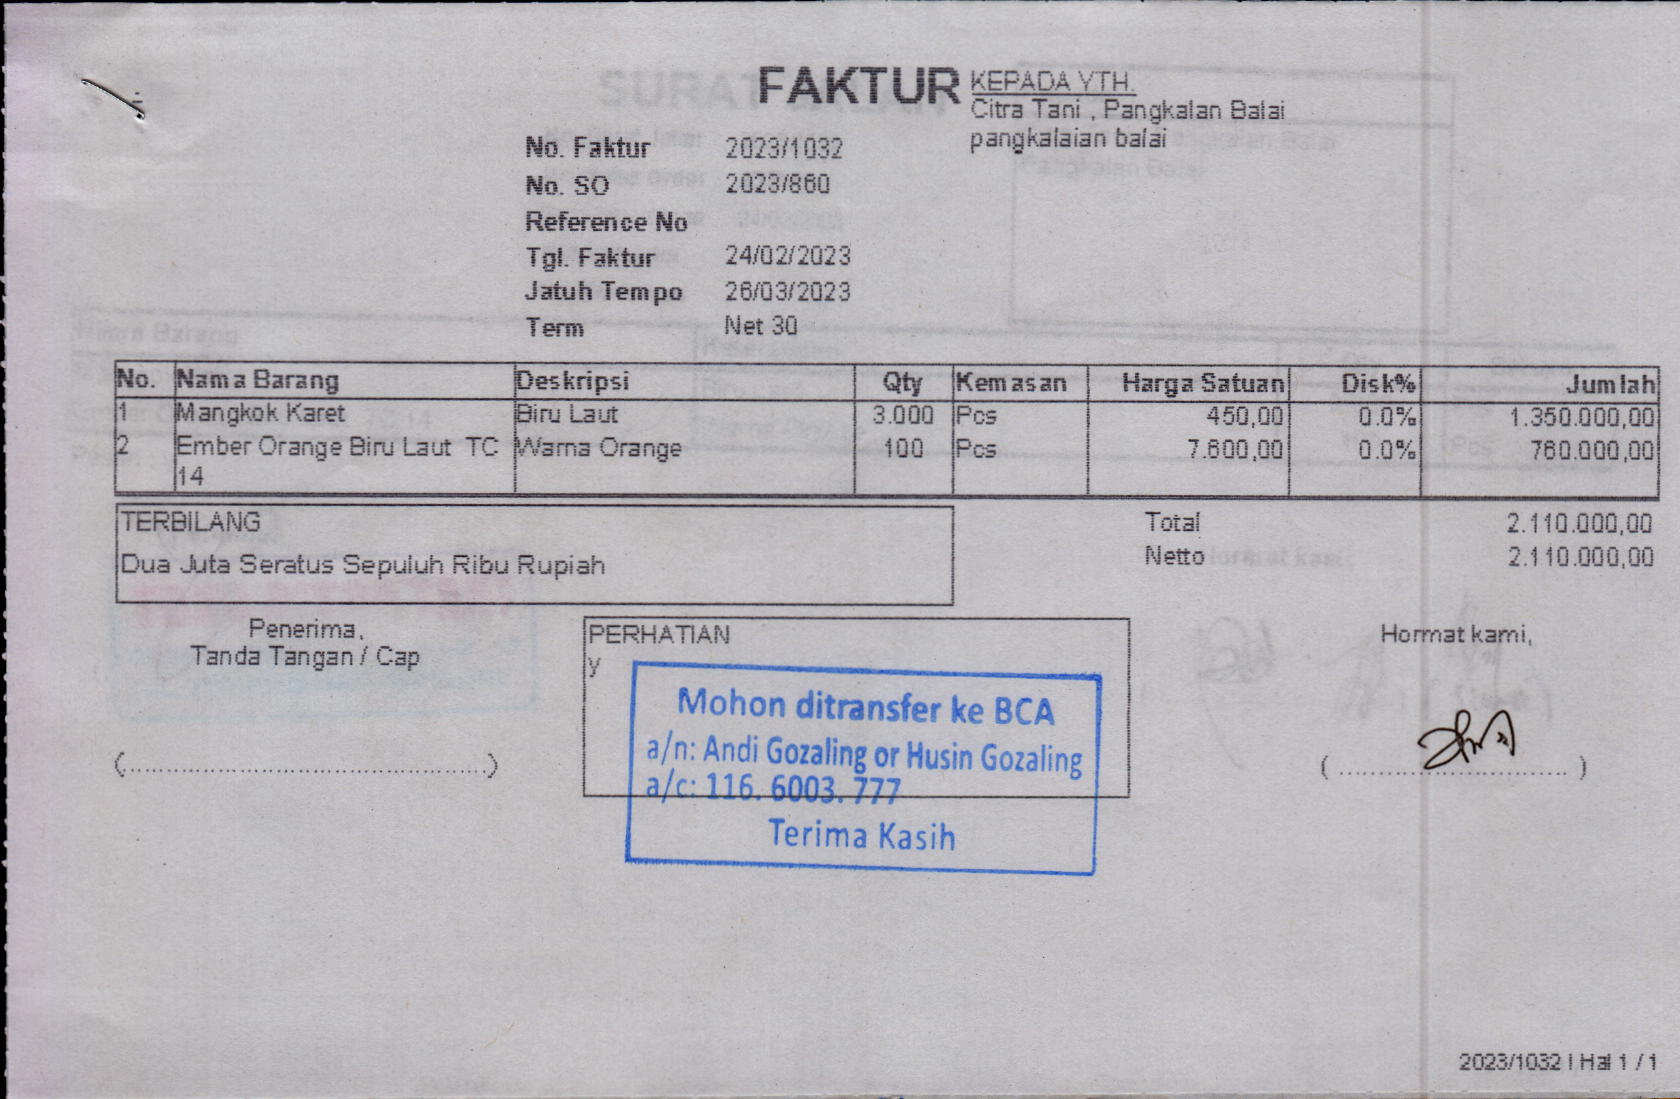 FAKTUR
KEPADA YTH.
Citra Tani , Pangkalan Balai
pangkalaian balai
No. Faktur 2023/1032
No. SO 2023/860
Reference No
Tgl. Faktur 24/02/2023
Jatuh Tempo 26/03/2023
Term Net 30
No. Nama Barang Deskripsi Qty Kemasan Harga Satuan Disk% Jumlah
1 Mangkok Karet Biru Laut 3.000 Pcs 450,00 0.0% 1.350.000,00
2 Ember Orange Biru Laut TC Warna Orange 100 Pcs 7.600,00 0.0% 760.000,00
14
TERBILANG
Dua Juta Seratus Sepuluh Ribu Rupiah
Total 2.110.000,00
Netto 2.110.000,00
Penerima,
Tanda Tangan / Cap
(..............................................)
PERHATIAN
y
Mohon ditransfer ke BCA
a/n: Andi Gozaling or Husin Gozaling
a/c: 116. 6003. 777
Terima Kasih
Hormat kami,
( ............................. )
2023/1032 | Hal 1 / 1